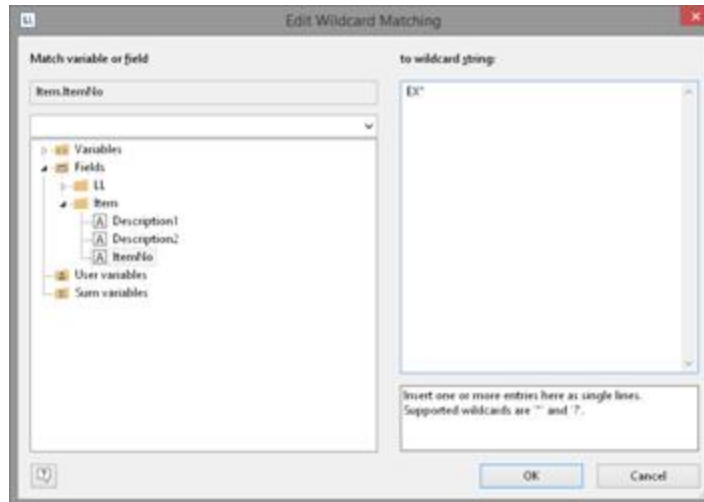 LL
Edit Wildcard Matching
Match variable or field
to wildcard string:
Item.ItemNo
EX*
Variables
Fields
LL
Item
Description1
Description2
ItemNo
User variables
Sum variables
Insert one or more entries here as single lines.
Supported wildcards are '*' and '?'.
OK
Cancel